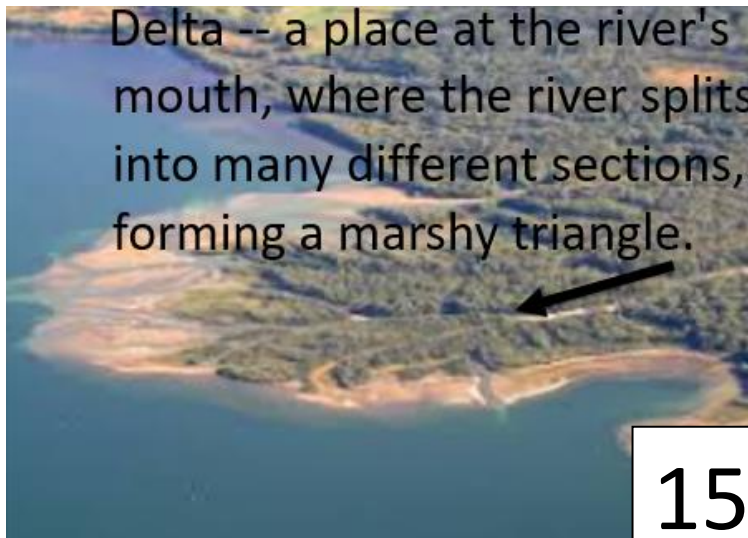 Delta -- a place at the river's
mouth, where the river splits
into many different sections,
forming a marshy triangle.
15